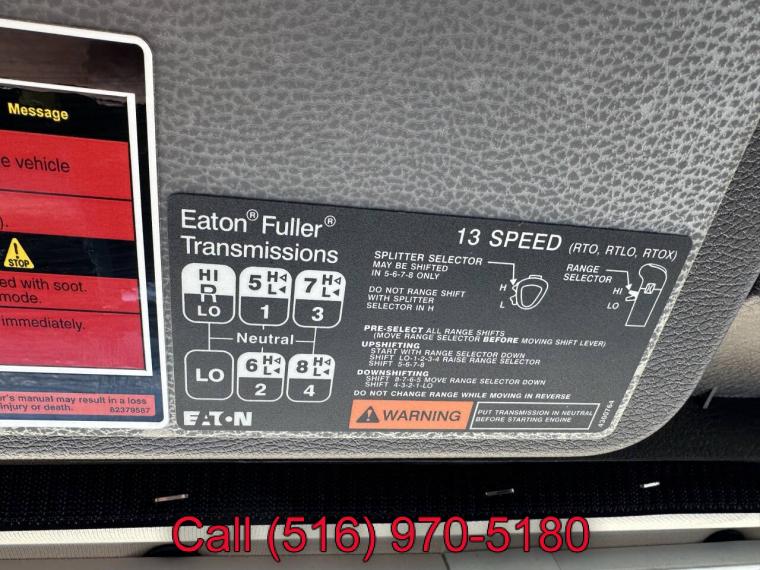 Message
e vehicle
).
STOP
ed with soot.
mode.
immediately.
er's manual may result in a loss
injury or death. 82379587
Eaton® Fuller®
Transmissions
13 SPEED (RTO, RTLO, RTOX)
SPLITTER SELECTOR
MAY BE SHIFTED
IN 5-6-7-8 ONLY
DO NOT RANGE SHIFT
WITH SPLITTER
SELECTOR IN H
H
L
RANGE
SELECTOR
HI
LO
HI
R
LO
5 H L
1
7 H L
3
Neutral
LO
6 H L
2
8 H L
4
PRE-SELECT ALL RANGE SHIFTS
(MOVE RANGE SELECTOR BEFORE MOVING SHIFT LEVER)
UPSHIFTING
START WITH RANGE SELECTOR DOWN
SHIFT LO-1-2-3-4 RAISE RANGE SELECTOR
SHIFT 5-6-7-8
DOWNSHIFTING
SHIFT 8-7-6-5 MOVE RANGE SELECTOR DOWN
SHIFT 4-3-2-1-LO
DO NOT CHANGE RANGE WHILE MOVING IN REVERSE
EATON
WARNING
PUT TRANSMISSION IN NEUTRAL
BEFORE STARTING ENGINE
4300764
Call (516) 970-5180